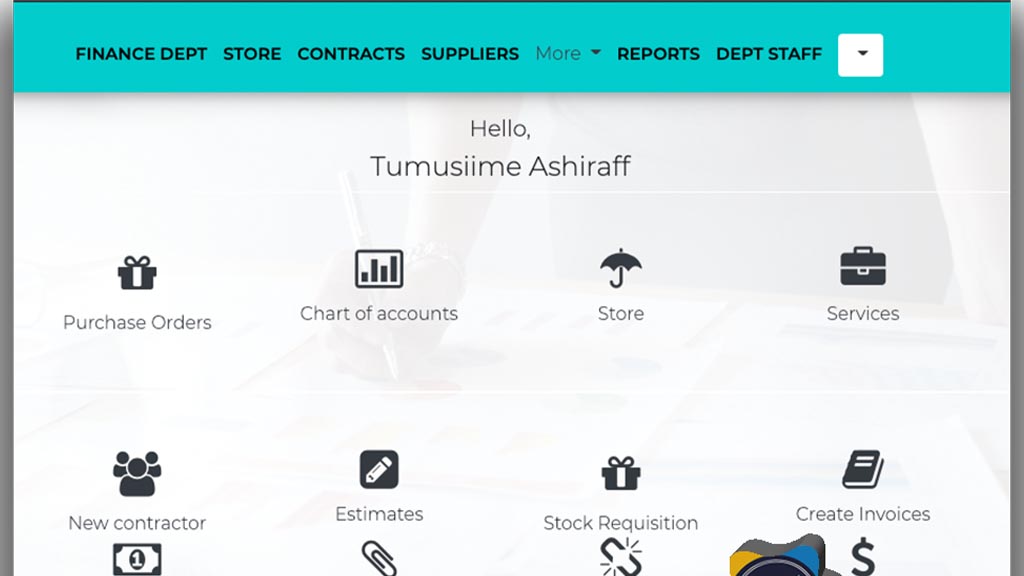 FINANCE DEPT STORE CONTRACTS SUPPLIERS More REPORTS DEPT STAFF
Hello,
Tumusiime Ashiraff
Purchase Orders
Chart of accounts
Store
Services
New contractor
Estimates
Stock Requisition
Create Invoices
1